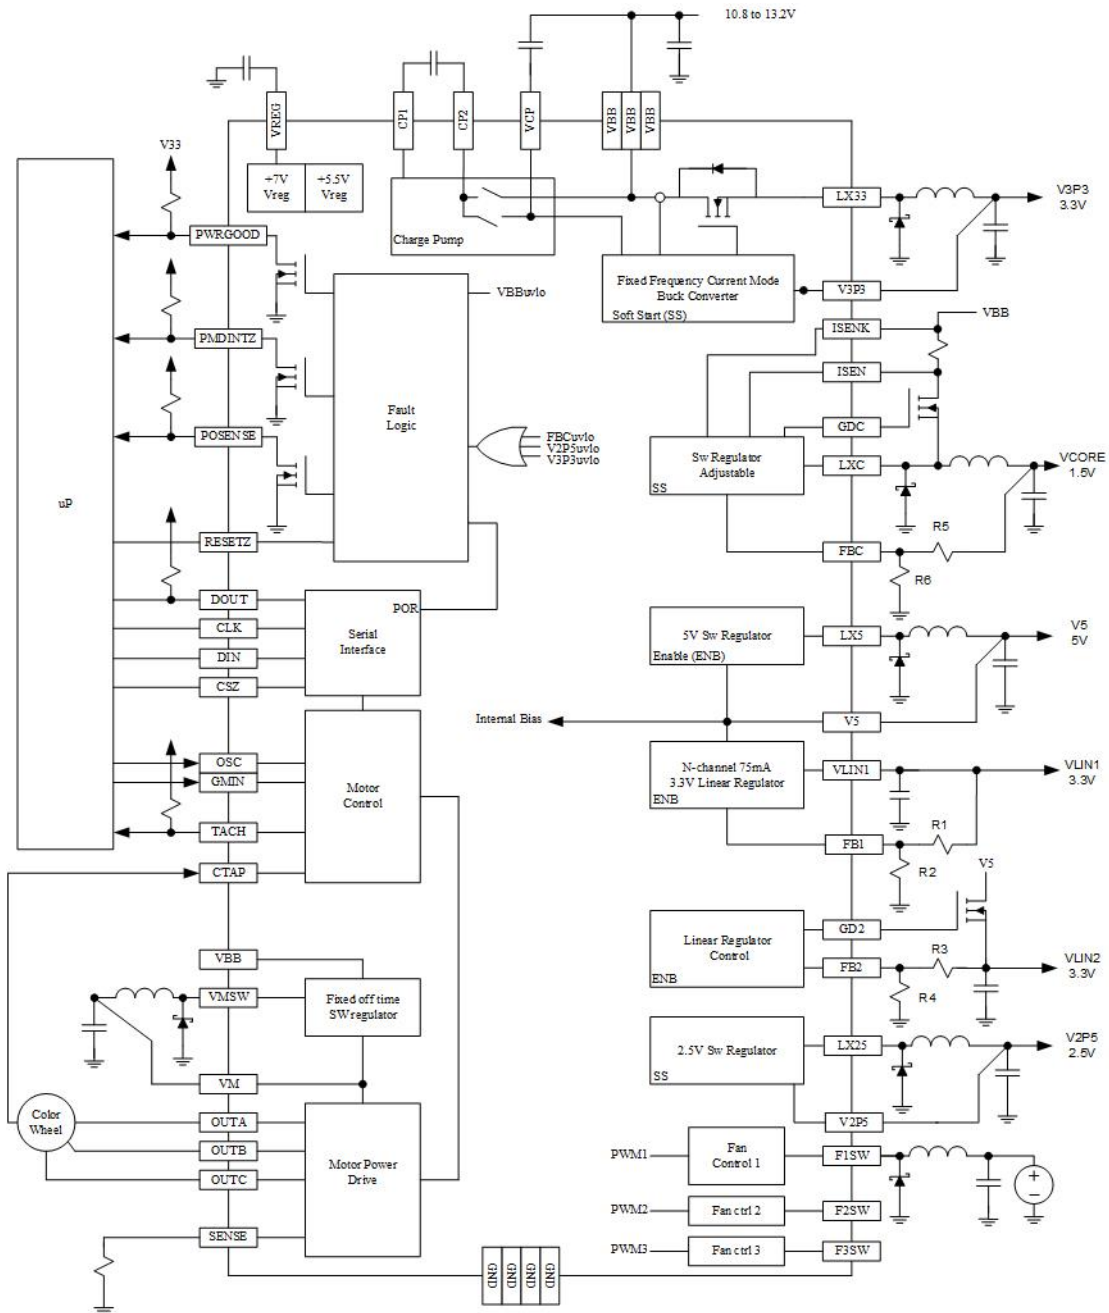 10.8 to 13.2V
VREG
CP1
CP2
VCP
VBB
VBB
VBB
V33
+7V
Vreg
+5.5V
Vreg
Charge Pump
LX33
V3P3
3.3V
PWRGOOD
Fixed Frequency Current Mode
Buck Converter
Soft Start (SS)
V3P3
VBBuvlo
ISENK
VBB
PMDINTZ
ISEN
Fault
Logic
GDC
POSENSE
FBCuvlo
V2P5uvlo
V3P3uvlo
Sw Regulator
Adjustable
SS
LXC
VCORE
1.5V
uP
R5
RESETZ
FBC
R6
DOUT
POR
CLK
Serial
Interface
5V Sw Regulator
Enable (ENB)
LX5
V5
5V
DIN
CSZ
Internal Bias
V5
OSC
GMIN
Motor
Control
N-channel 75mA
3.3V Linear Regulator
ENB
VLIN1
VLIN1
3.3V
TACH
R1
FB1
CTAP
R2
V5
GD2
Linear Regulator
Control
ENB
R3
VBB
FB2
VLIN2
3.3V
VMSW
Fixed off time
SW regulator
R4
2.5V Sw Regulator
SS
LX25
V2P5
2.5V
VM
Color
Wheel
OUTA
V2P5
OUTB
Motor Power
Drive
PWM1
Fan
Control 1
F1SW
OUTC
PWM2
Fan ctrl 2
F2SW
SENSE
PWM3
Fan ctrl 3
F3SW
GND
GND
GND
GND